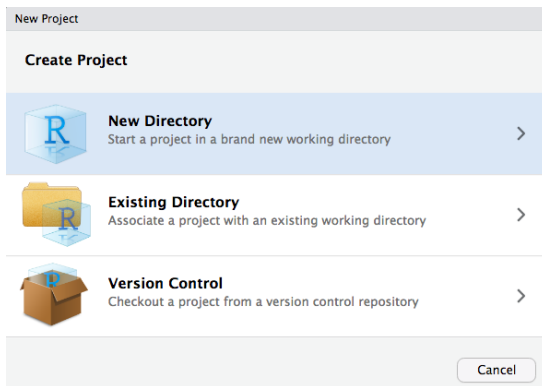 New Project
Create Project
R
New Directory
Start a project in a brand new working directory
R
Existing Directory
Associate a project with an existing working directory
R
Version Control
Checkout a project from a version control repository
Cancel